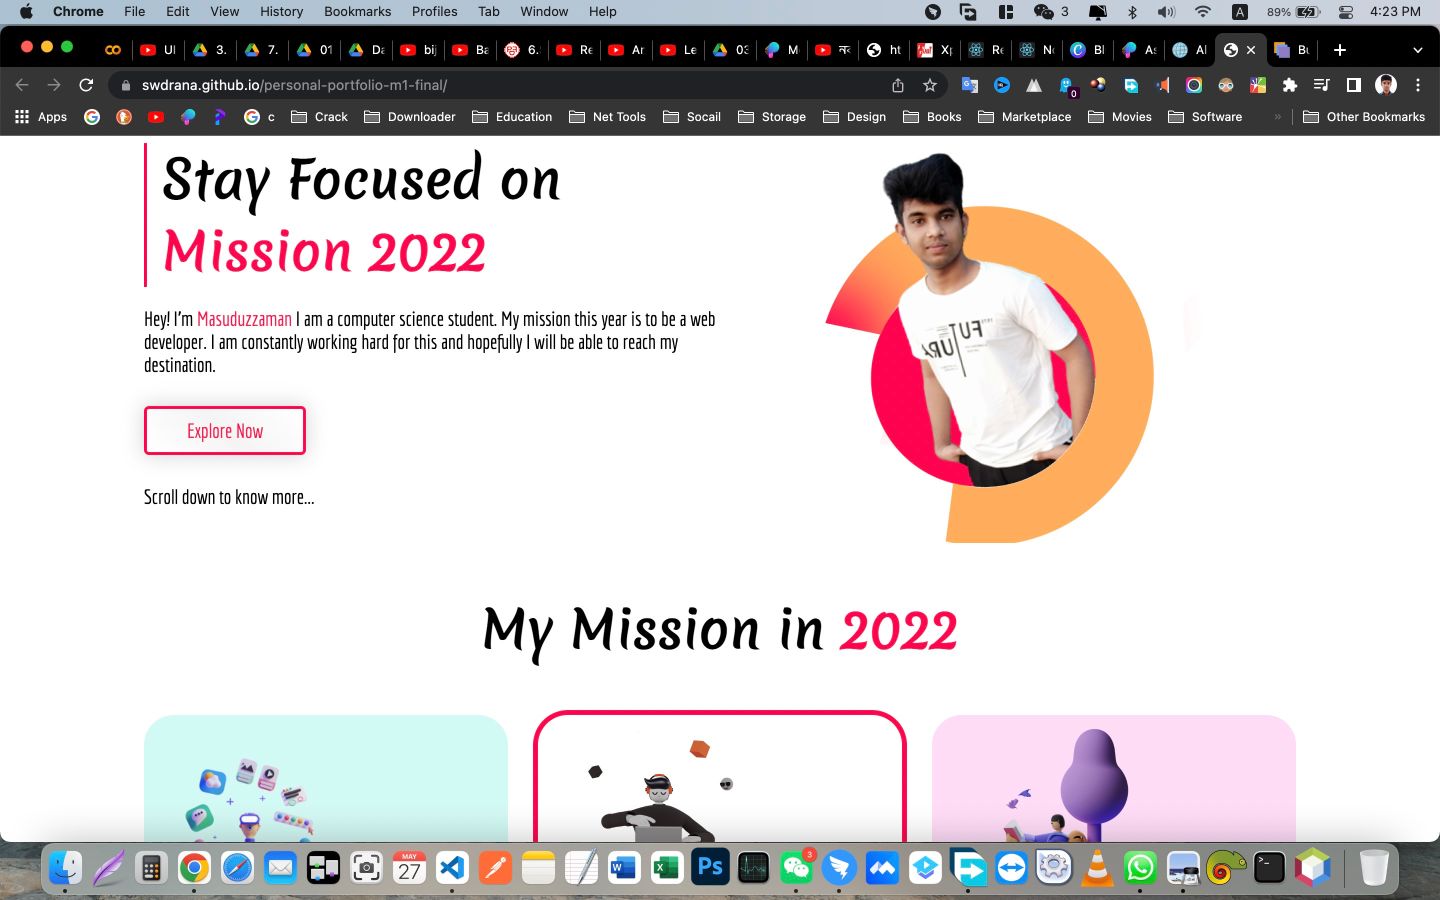 Chrome File Edit View History Bookmarks Profiles Tab Window Help 3 A 89% 4:23 PM
UI 3. 7. 01 Da bij Ba 6. Re Ar Le 03 M Xp Re No Bl As Al Bu
swdrana.github.io/personal-portfolio-m1-final/
0
Apps c Crack Downloader Education Net Tools Socail Storage Design Books Marketplace Movies Software » Other Bookmarks
Stay Focused on
Mission 2022
Hey! I'm Masuduzzaman I am a computer science student. My mission this year is to be a web
developer. I am constantly working hard for this and hopefully I will be able to reach my
destination.
Explore Now
Scroll down to know more...
My Mission in 2022
MAY
27
W
X
Ps
3